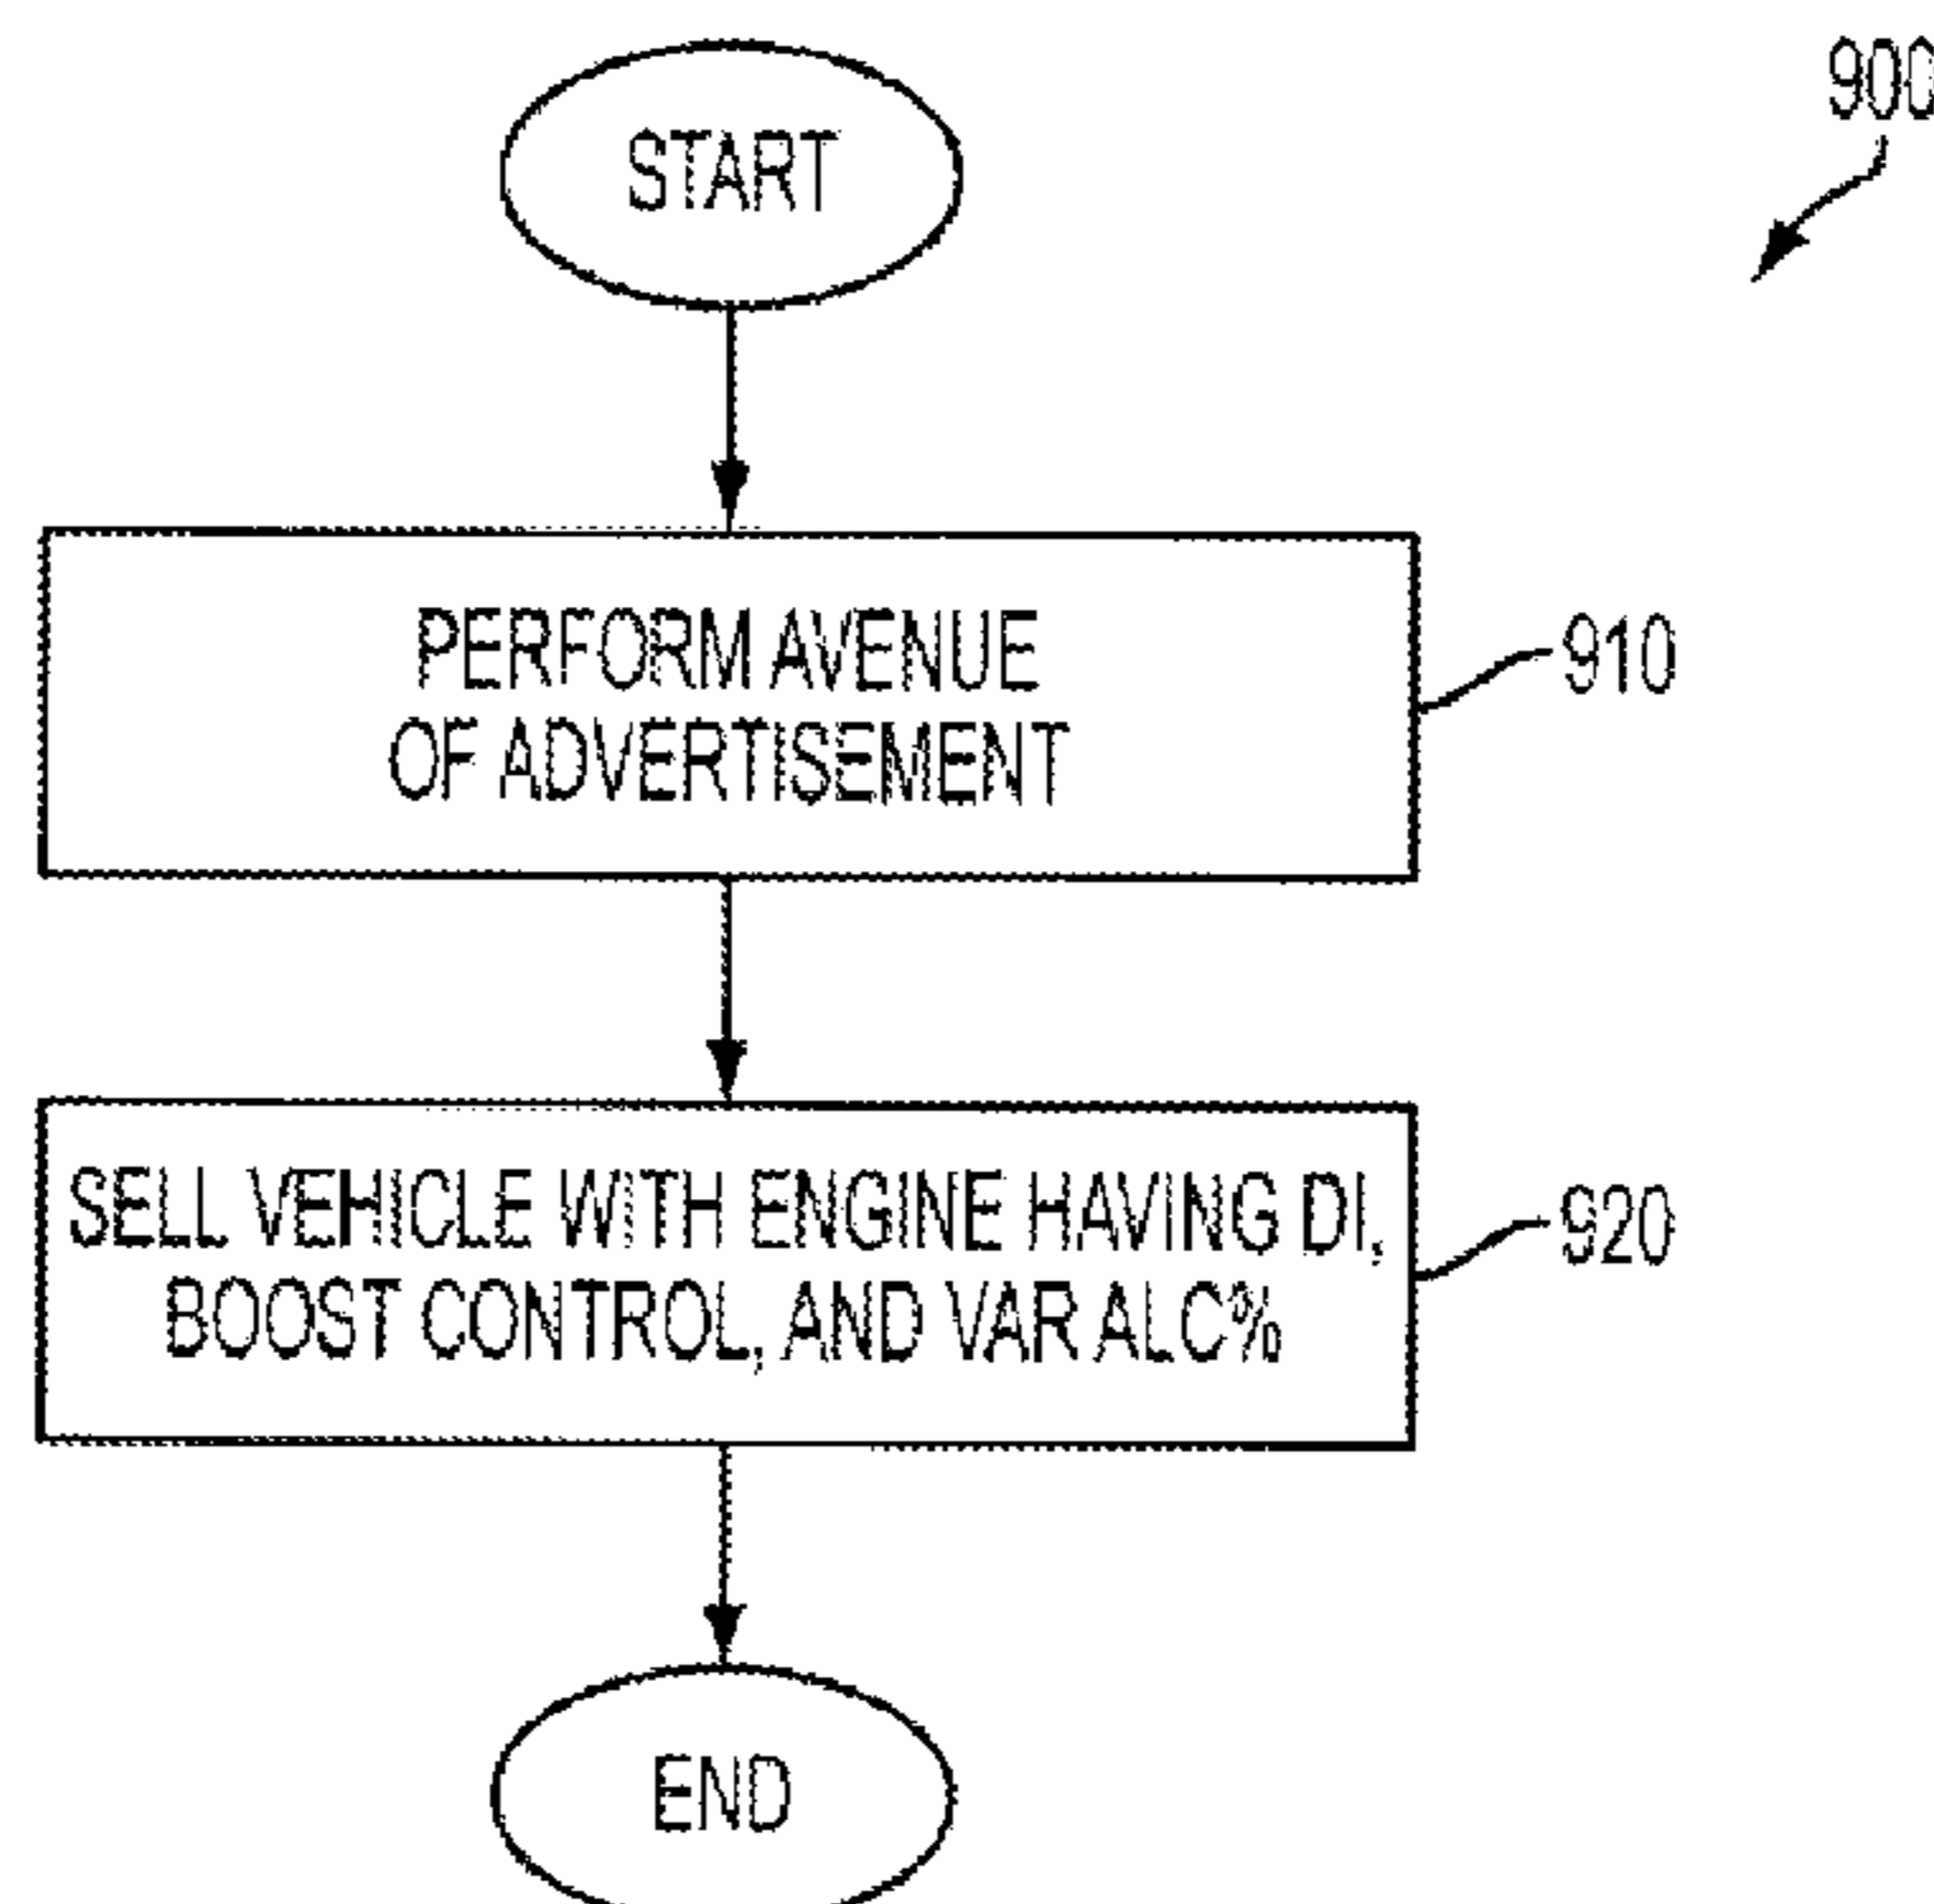 START
900
PERFORM AVENUE
OF ADVERTISEMENT
910
SELL VEHICLE WITH ENGINE HAVING DI,
BOOST CONTROL, AND VAR ALC%
920
END